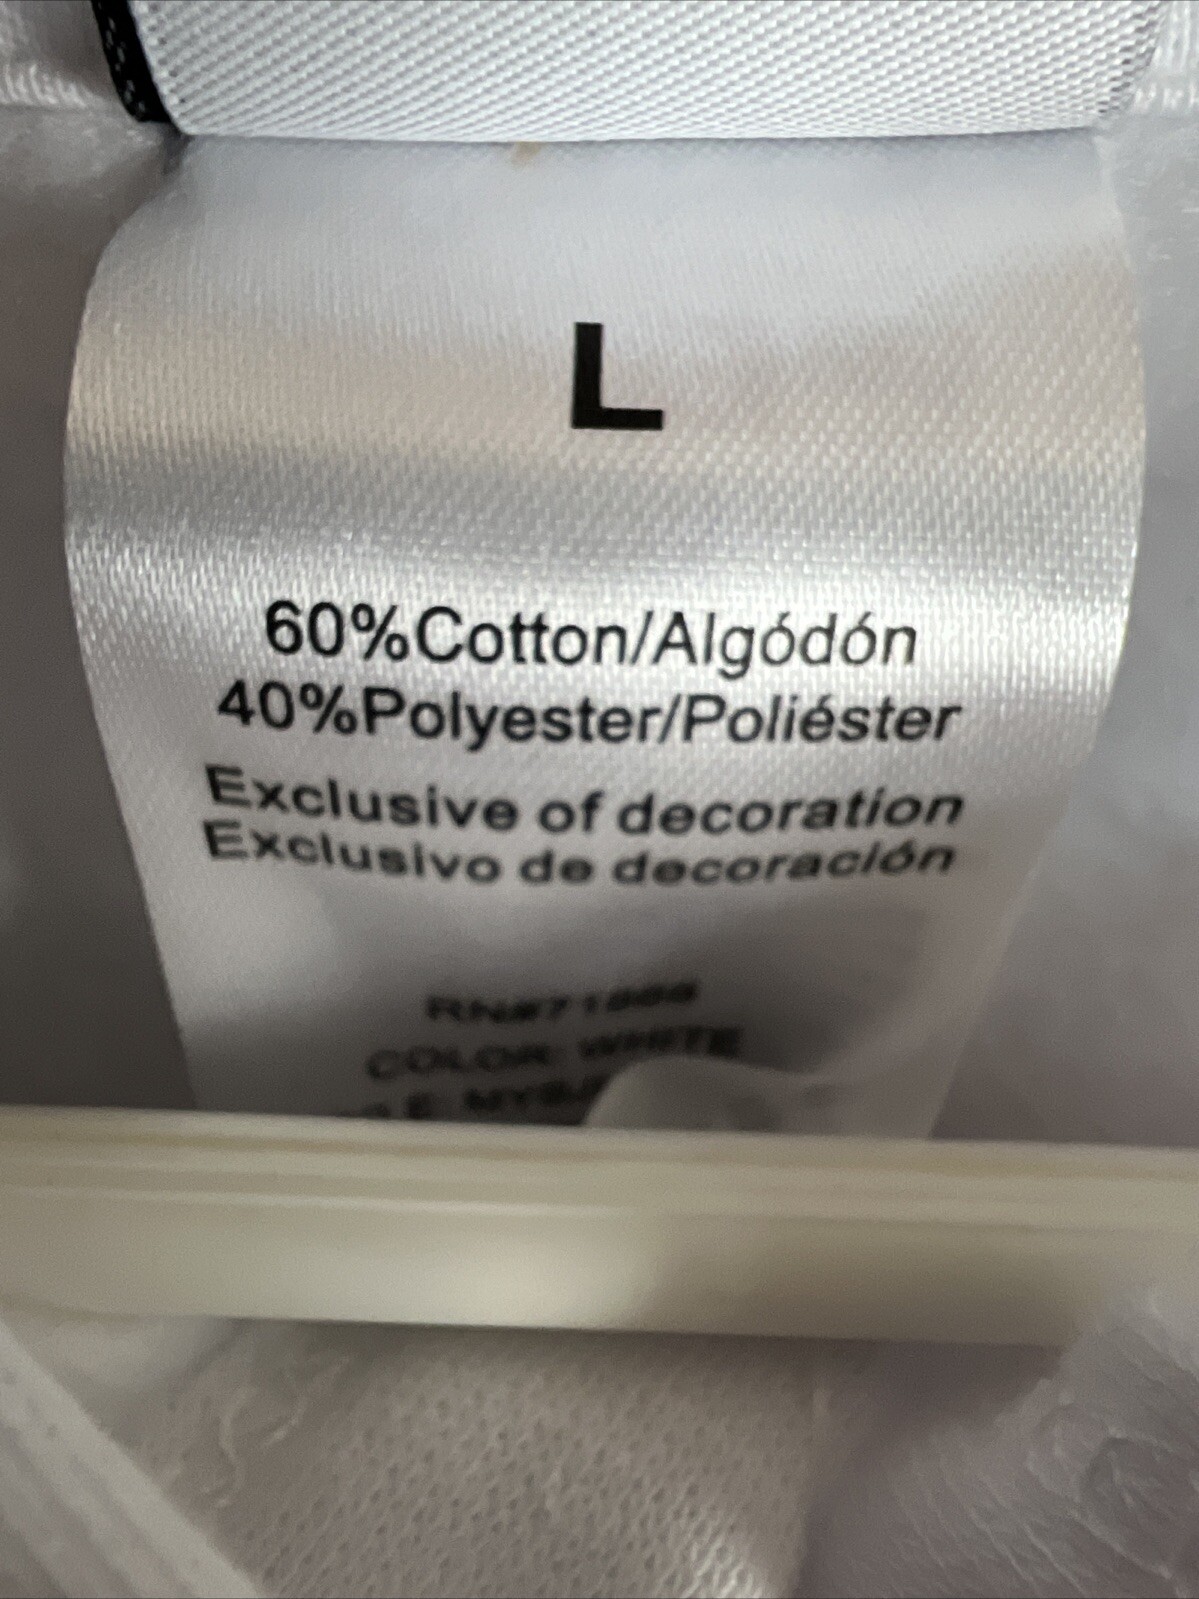 L
60%Cotton/Algódón
40%Polyester/Poliéster
Exclusive of decoration
Exclusivo de decoración
COLOR: WHITE